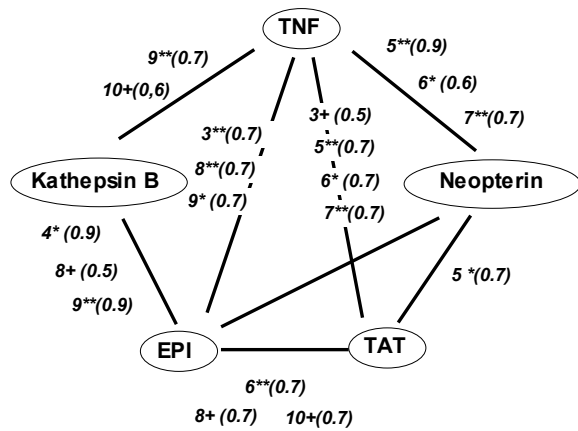 TNF
9**(0.7)
10+(0,6)
5**(0.9)
6* (0.6)
7**(0.7)
3**(0.7)
8**(0.7)
9* (0.7)
3+ (0.5)
5**(0.7)
6* (0.7)
7**(0.7)
Kathepsin B
Neopterin
4* (0.9)
8+ (0.5)
9**(0.9)
5 *(0.7)
EPI
TAT
6**(0.7)
8+ (0.7) 10+(0.7)